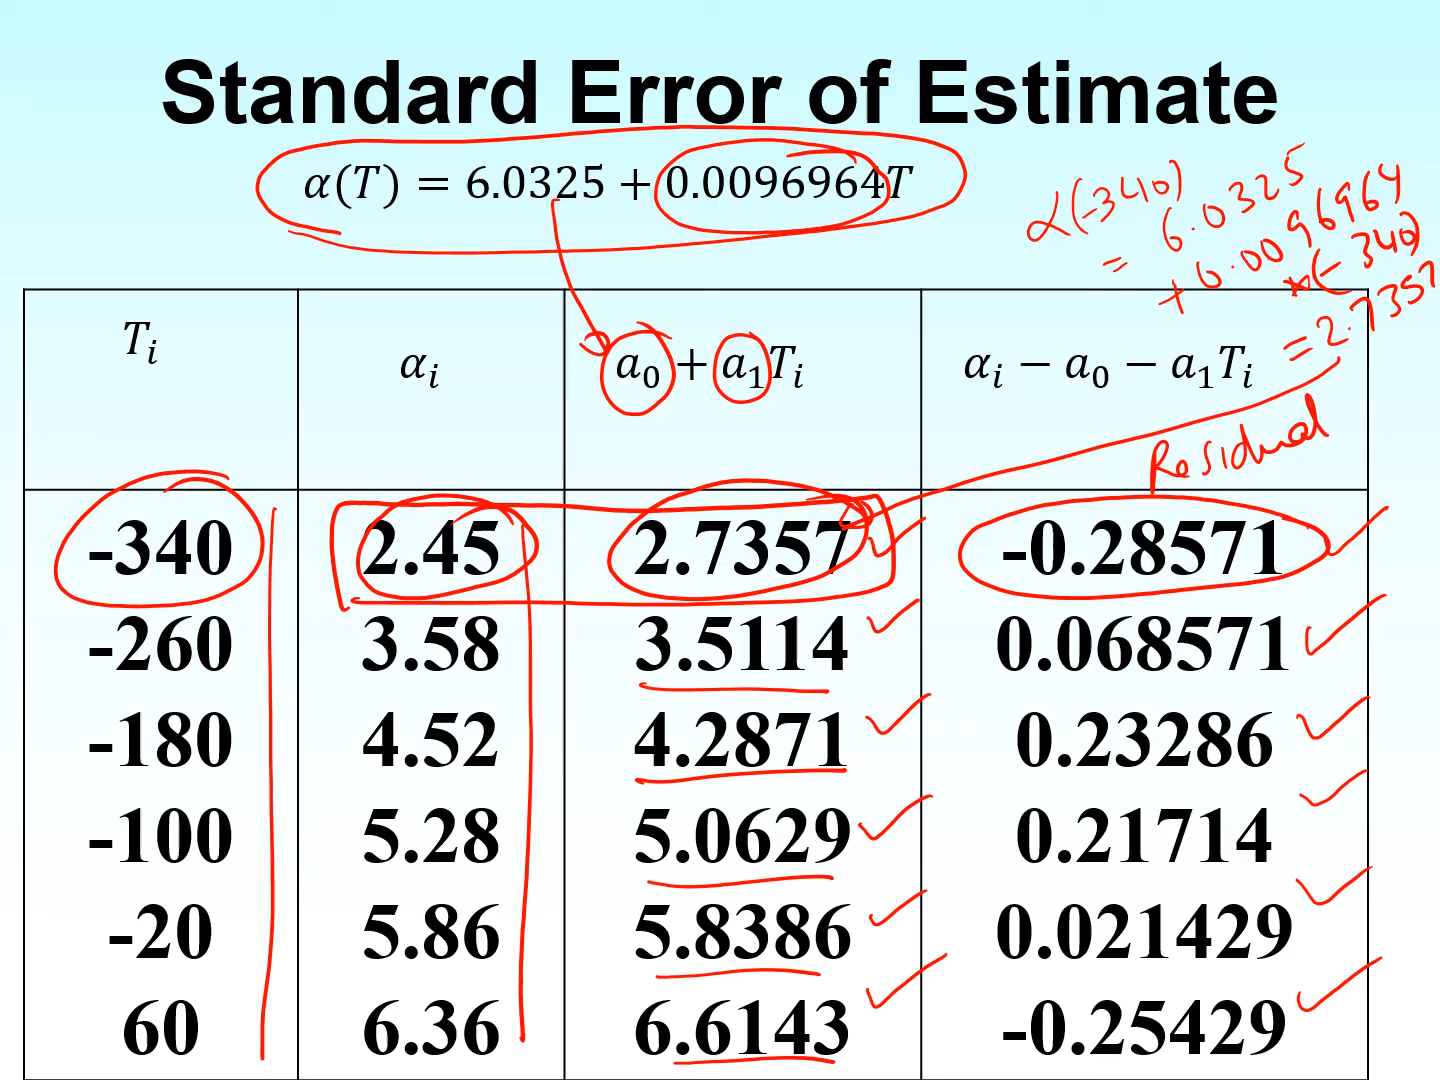 Standard Error of Estimate
α(T) = 6.0325 + 0.0096964T
α(-340)
= 6.0325
+ 0.0096964
*(-340)
= 2.7357
T_i α_i a_0 + a_1T_i α_i − a_0 − a_1T_i
Residual
-340 2.45 2.7357 -0.28571
-260 3.58 3.5114 0.068571
-180 4.52 4.2871 0.23286
-100 5.28 5.0629 0.21714
-20 5.86 5.8386 0.021429
60 6.36 6.6143 -0.25429